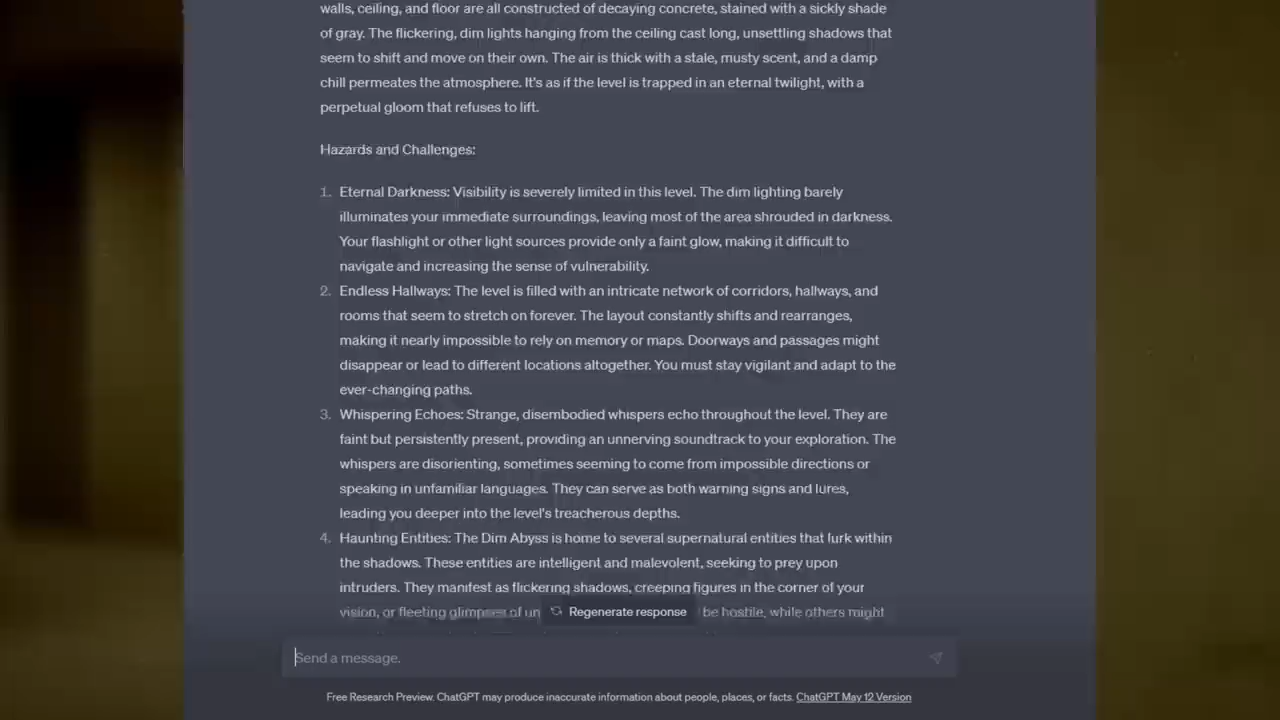 walls, ceiling, and floor are all constructed of decaying concrete, stained with a sickly shade
of gray. The flickering, dim lights hanging from the ceiling cast long, unsettling shadows that
seem to shift and move on their own. The air is thick with a stale, musty scent, and a damp
chill permeates the atmosphere. It's as if the level is trapped in an eternal twilight, with a
perpetual gloom that refuses to lift.
Hazards and Challenges:
1. Eternal Darkness: Visibility is severely limited in this level. The dim lighting barely
illuminates your immediate surroundings, leaving most of the area shrouded in darkness.
Your flashlight or other light sources provide only a faint glow, making it difficult to
navigate and increasing the sense of vulnerability.
2. Endless Hallways: The level is filled with an intricate network of corridors, hallways, and
rooms that seem to stretch on forever. The layout constantly shifts and rearranges,
making it nearly impossible to rely on memory or maps. Doorways and passages might
disappear or lead to different locations altogether. You must stay vigilant and adapt to the
ever-changing paths.
3. Whispering Echoes: Strange, disembodied whispers echo throughout the level. They are
faint but persistently present, providing an unnerving soundtrack to your exploration. The
whispers are disorienting, sometimes seeming to come from impossible directions or
speaking in unfamiliar languages. They can serve as both warning signs and lures,
leading you deeper into the level's treacherous depths.
4. Haunting Entities: The Dim Abyss is home to several supernatural entities that lurk within
the shadows. These entities are intelligent and malevolent, seeking to prey upon
intruders. They manifest as flickering shadows, creeping figures in the corner of your
vision, or fleeting glimpses of un be hostile, while others might
Regenerate response
Send a message.
Free Research Preview. ChatGPT may produce inaccurate information about people, places, or facts. ChatGPT May 12 Version